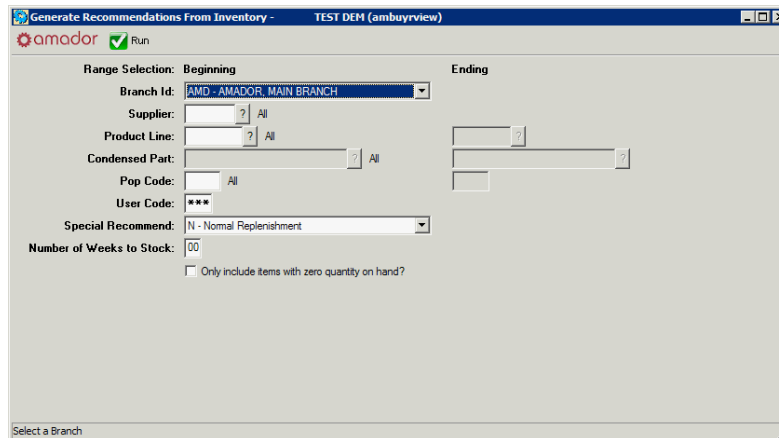 Generate Recommendations From Inventory - TEST DEM (ambuyrview)
amador Run
Range Selection: Beginning Ending
Branch Id: AMD - AMADOR, MAIN BRANCH
Supplier: ? All
Product Line: ? All ?
Condensed Part: ? All ?
Pop Code: All
User Code: ***
Special Recommend: N - Normal Replenishment
Number of Weeks to Stock: 00
Only include items with zero quantity on hand?
Select a Branch